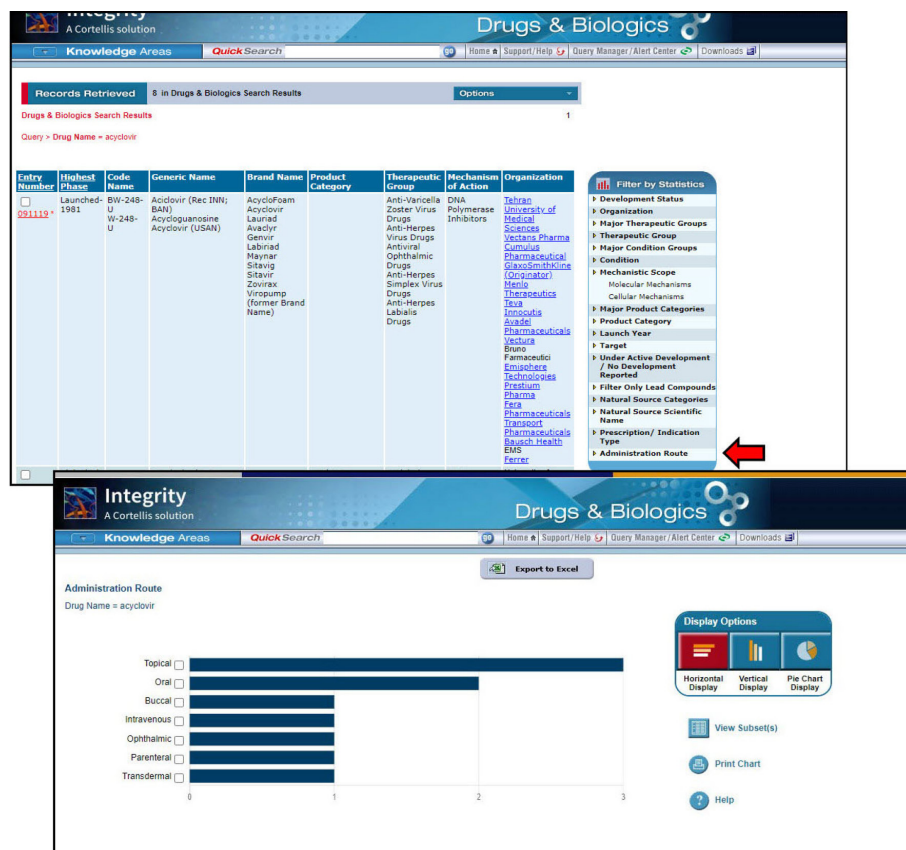 Integrity
A Cortellis solution
Drugs & Biologics
Knowledge Areas
Quick Search
go
Home
Support/Help
Query Manager/Alert Center
Downloads
Records Retrieved
8 in Drugs & Biologics Search Results
Options
Drugs & Biologics Search Results
1
Query > Drug Name = acyclovir
Entry Number
Highest Phase
Code Name
Generic Name
Brand Name
Product Category
Therapeutic Group
Mechanism of Action
Organization
091119 *
Launched-
1981
BW-248-
U
W-248-
U
Aciclovir (Rec INN;
BAN)
Acycloguanosine
Acyclovir (USAN)
AcycloFoam
Acyclovir
Lauriad
Avaclyr
Genvir
Labiriad
Maynar
Sitavig
Sitavir
Zovirax
Viropump
(former Brand
Name)
Anti-Varicella
Zoster Virus
Drugs
Anti-Herpes
Virus Drugs
Antiviral
Ophthalmic
Drugs
Anti-Herpes
Simplex Virus
Drugs
Anti-Herpes
Labialis
Drugs
DNA
Polymerase
Inhibitors
Tehran
University of
Medical
Sciences
Vectans Pharma
Cumulus
Pharmaceutical
GlaxoSmithKline
(Originator)
Menlo
Therapeutics
Teva
Innocutis
Avadel
Pharmaceuticals
Vectura
Bruno
Farmaceutici
Emisphere
Technologies
Prestium
Pharma
Fera
Pharmaceuticals
Transport
Pharmaceuticals
Bausch Health
EMS
Ferrer
Filter by Statistics
Development Status
Organization
Major Therapeutic Groups
Therapeutic Group
Major Condition Groups
Condition
Mechanistic Scope
Molecular Mechanisms
Cellular Mechanisms
Major Product Categories
Product Category
Launch Year
Target
Under Active Development
/ No Development
Reported
Filter Only Lead Compounds
Natural Source Categories
Natural Source Scientific
Name
Prescription/ Indication
Type
Administration Route
Integrity
A Cortellis solution
Drugs & Biologics
Knowledge Areas
Quick Search
go
Home
Support/Help
Query Manager/Alert Center
Downloads
Export to Excel
Administration Route
Drug Name = acyclovir
Topical
Oral
Buccal
Intravenous
Ophthalmic
Parenteral
Transdermal
0 1 2 3
Display Options
Horizontal Display
Vertical Display
Pie Chart Display
View Subset(s)
Print Chart
? Help